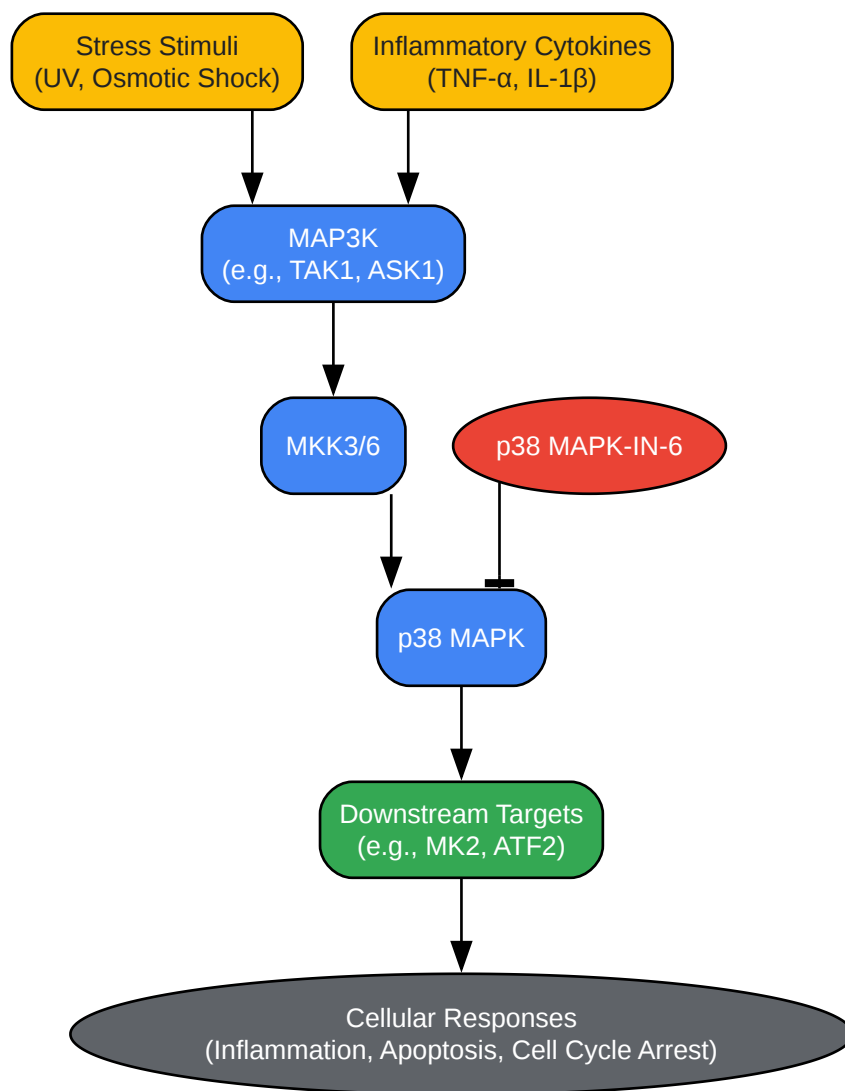 Stress Stimuli
(UV, Osmotic Shock)
Inflammatory Cytokines
(TNF-α, IL-1β)
MAP3K
(e.g., TAK1, ASK1)
MKK3/6
p38 MAPK-IN-6
p38 MAPK
Downstream Targets
(e.g., MK2, ATF2)
Cellular Responses
(Inflammation, Apoptosis, Cell Cycle Arrest)